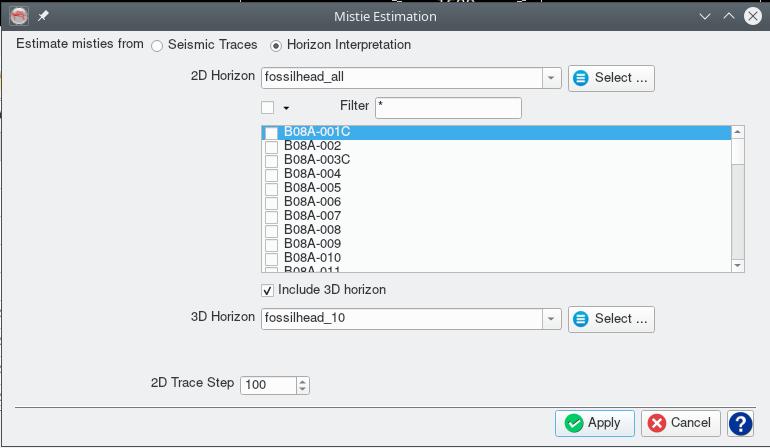 Mistie Estimation
Estimate misties from Seismic Traces Horizon Interpretation
2D Horizon fossilhead_all Select ...
Filter *
B08A-001C
B08A-002
B08A-003C
B08A-004
B08A-005
B08A-006
B08A-007
B08A-008
B08A-009
B08A-010
B08A-011
Include 3D horizon
3D Horizon fossilhead_10 Select ...
2D Trace Step 100
Apply Cancel ?